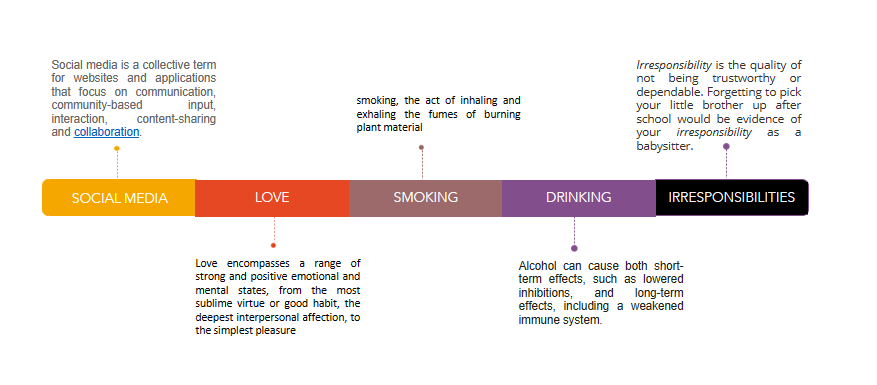 Social media is a collective term
for websites and applications
that focus on communication,
community-based input,
interaction, content-sharing
and collaboration.
smoking, the act of inhaling and
exhaling the fumes of burning
plant material
Irresponsibility is the quality of
not being trustworthy or
dependable. Forgetting to pick
your little brother up after
school would be evidence of
your irresponsibility as a
babysitter.
SOCIAL MEDIA
LOVE
SMOKING
DRINKING
IRRESPONSIBILITIES
Love encompasses a range of
strong and positive emotional and
mental states, from the most
sublime virtue or good habit, the
deepest interpersonal affection, to
the simplest pleasure
Alcohol can cause both short-
term effects, such as lowered
inhibitions, and long-term
effects, including a weakened
immune system.